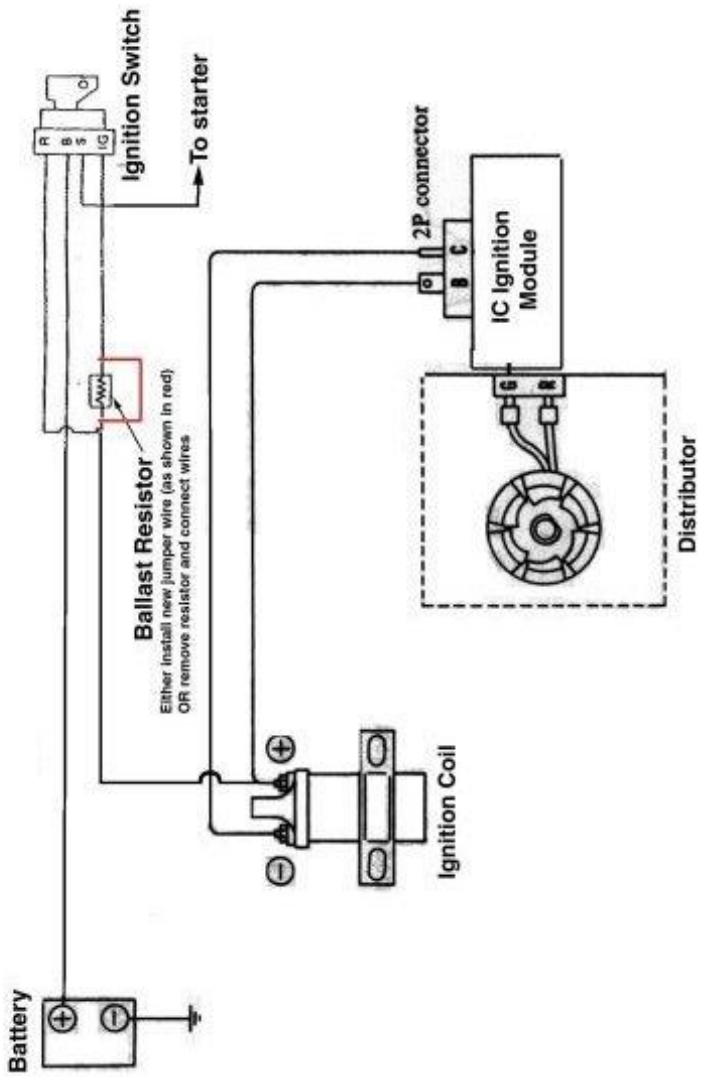 Battery
+
−
Ignition Switch
R
B
S
IG
To starter
Ballast Resistor
Either install new jumper wire (as shown in red)
OR remove resistor and connect wires
−
+
Ignition Coil
2P connector
B
C
IC Ignition
Module
Distributor